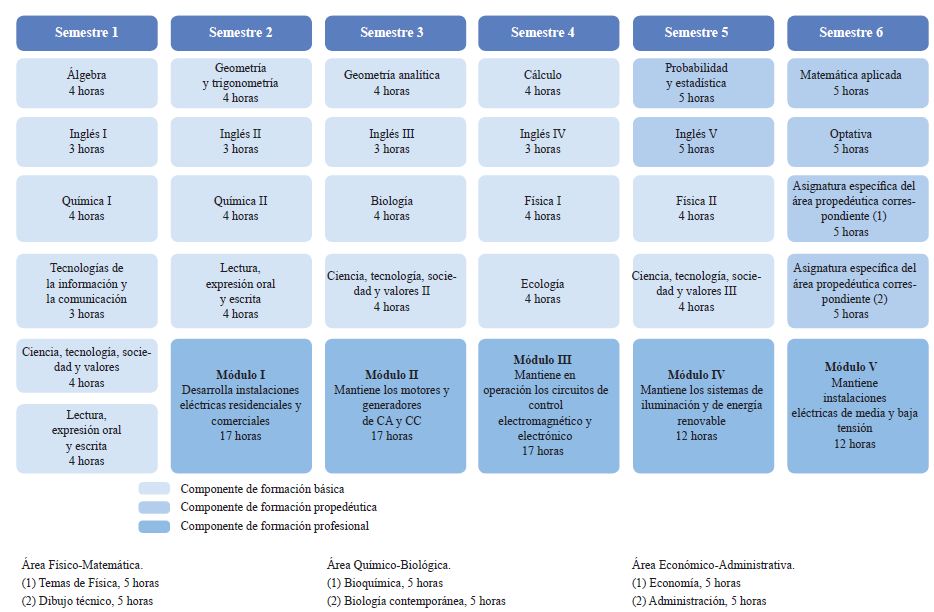 Semestre 1
Semestre 2
Semestre 3
Semestre 4
Semestre 5
Semestre 6
Álgebra
4 horas
Geometría
y trigonometría
4 horas
Geometría analítica
4 horas
Cálculo
4 horas
Probabilidad
y estadística
5 horas
Matemática aplicada
5 horas
Inglés I
3 horas
Inglés II
3 horas
Inglés III
3 horas
Inglés IV
3 horas
Inglés V
5 horas
Optativa
5 horas
Química I
4 horas
Química II
4 horas
Biología
4 horas
Física I
4 horas
Física II
4 horas
Asignatura específica del
área propedéutica corres-
pondiente (1)
5 horas
Tecnologías de
la información y
la comunicación
3 horas
Lectura,
expresión oral
y escrita
4 horas
Ciencia, tecnología, socie-
dad y valores II
4 horas
Ecología
4 horas
Ciencia, tecnología, socie-
dad y valores III
4 horas
Asignatura específica del
área propedéutica corres-
pondiente (2)
5 horas
Ciencia, tecnología, socie-
dad y valores
4 horas
Lectura,
expresión oral
y escrita
4 horas
Módulo I
Desarrolla instalaciones
eléctricas residenciales y
comerciales
17 horas
Módulo II
Mantiene los motores y
generadores
de CA y CC
17 horas
Módulo III
Mantiene en
operación los circuitos de
control
electromagnético y
electrónico
17 horas
Módulo IV
Mantiene los sistemas de
iluminación y de energía
renovable
12 horas
Módulo V
Mantiene
instalaciones
eléctricas de media y baja
tensión
12 horas
Componente de formación básica
Componente de formación propedéutica
Componente de formación profesional
Área Físico-Matemática.
(1) Temas de Física, 5 horas
(2) Dibujo técnico, 5 horas
Área Químico-Biológica.
(1) Bioquímica, 5 horas
(2) Biología contemporánea, 5 horas
Área Económico-Administrativa.
(1) Economía, 5 horas
(2) Administración, 5 horas